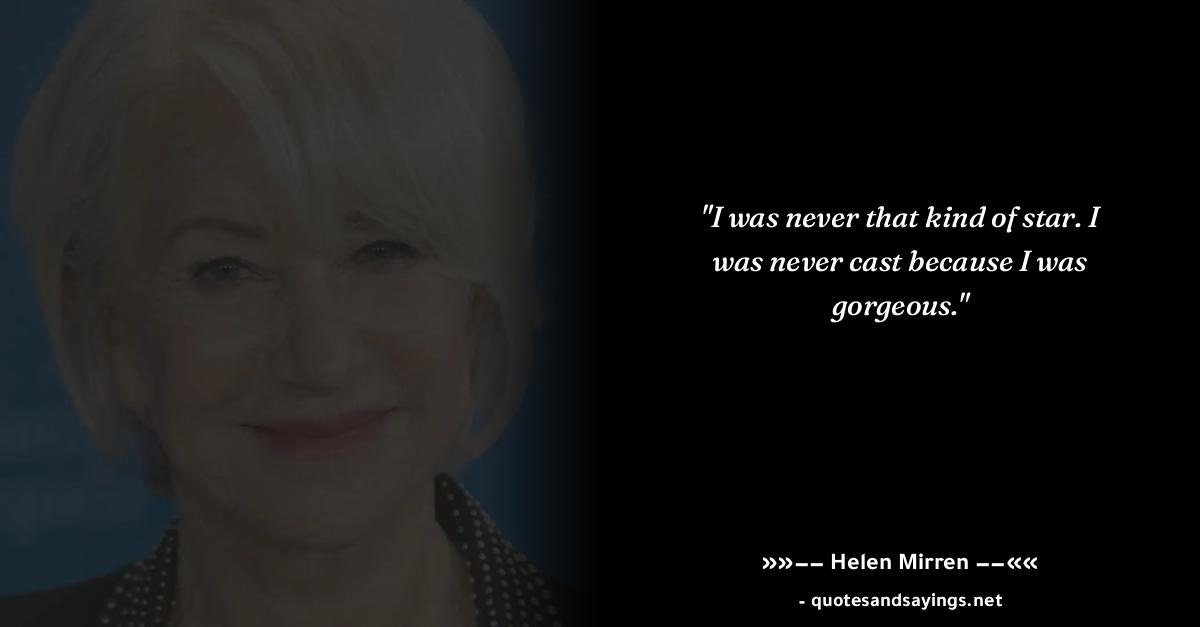 "I was never that kind of star. I
was never cast because I was
gorgeous."
»»–– Helen Mirren ––««
- quotesandsayings.net